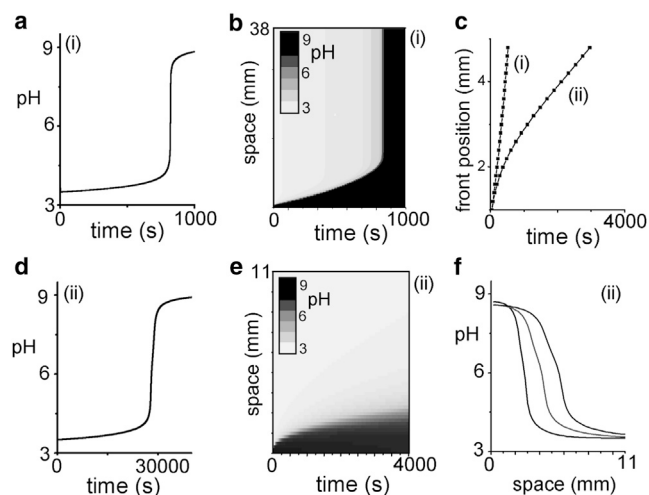 a (i)
9
pH
6
3
0 1000
time (s)
b (i)
38
9
pH
6
3
space (mm)
0 1000
time (s)
c
(i)
(ii)
4
2
front position (mm)
0 4000
time (s)
d (ii)
9
pH
6
3
0 30000
time (s)
e (ii)
11
9
pH
6
3
space (mm)
0 4000
time (s)
f (ii)
9
pH
6
3
0 11
space (mm)